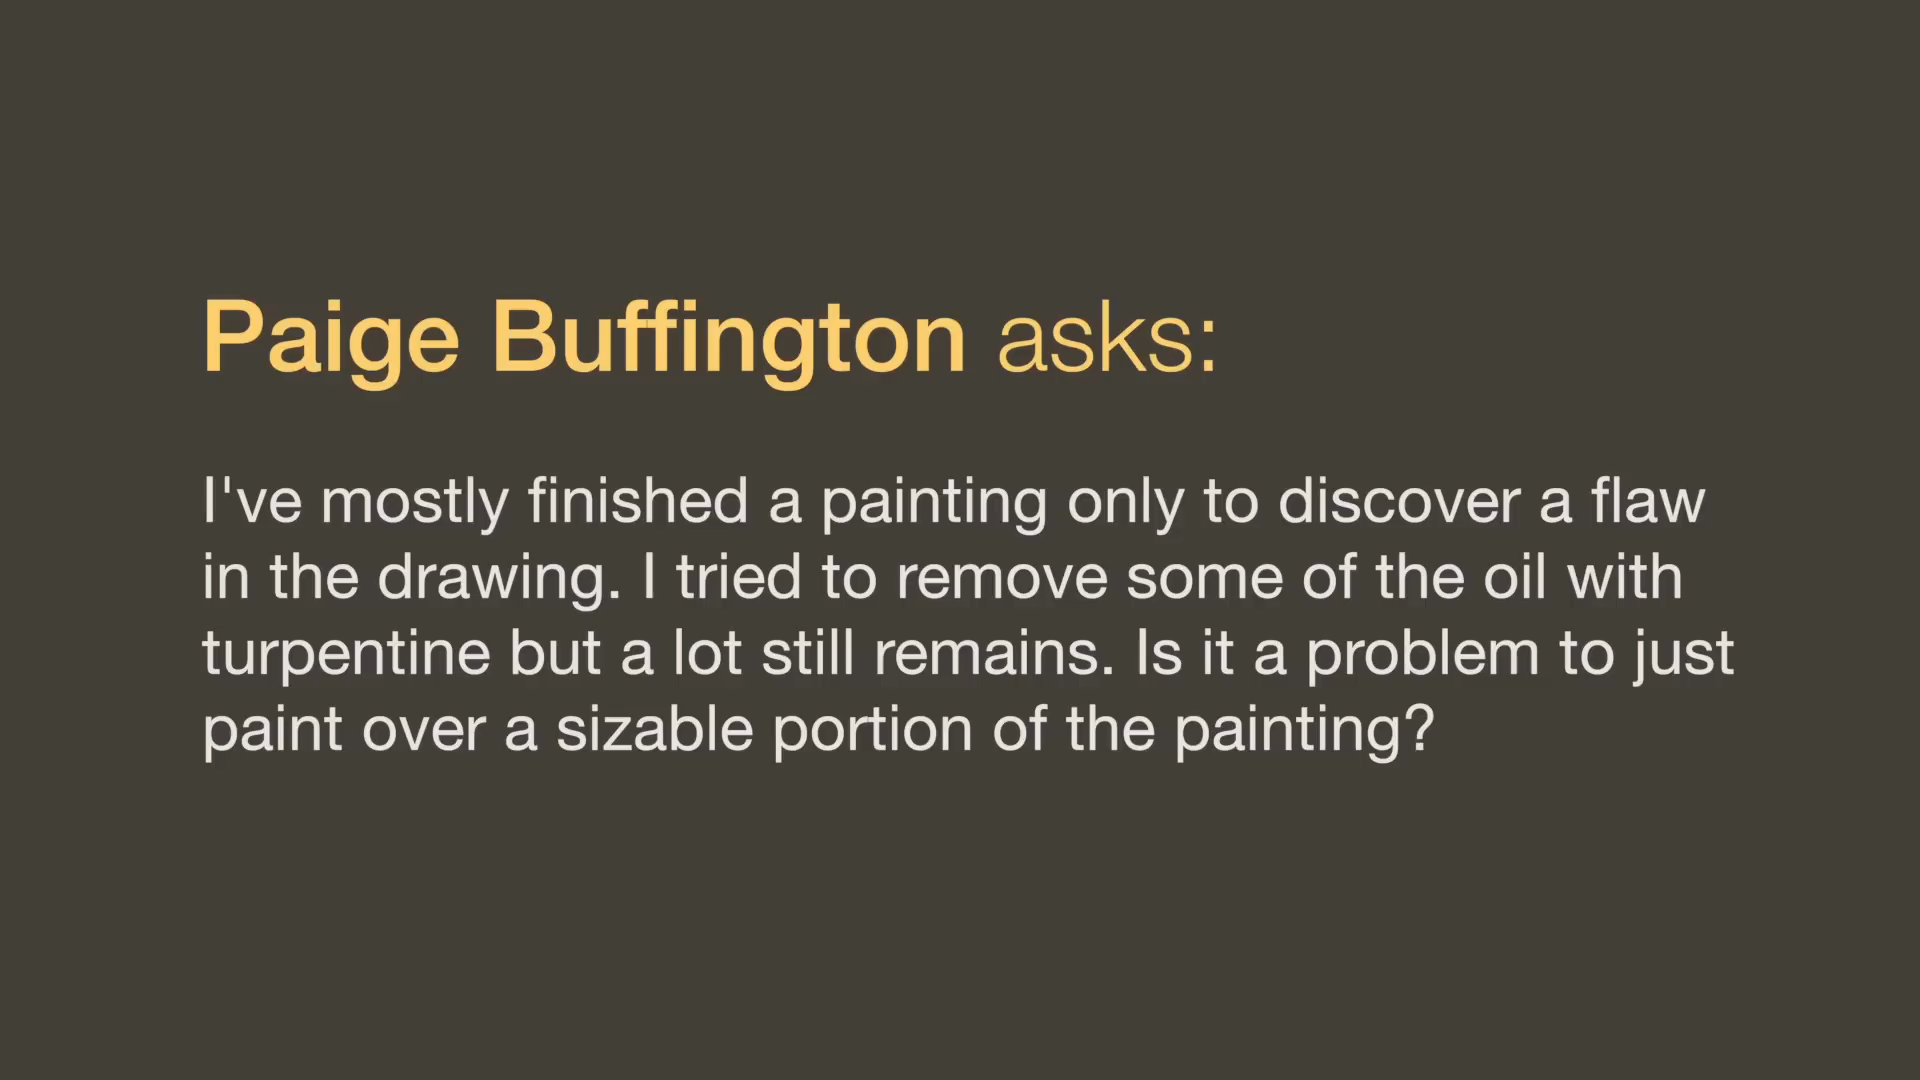 Paige Buffington asks:
I've mostly finished a painting only to discover a flaw
in the drawing. I tried to remove some of the oil with
turpentine but a lot still remains. Is it a problem to just
paint over a sizable portion of the painting?